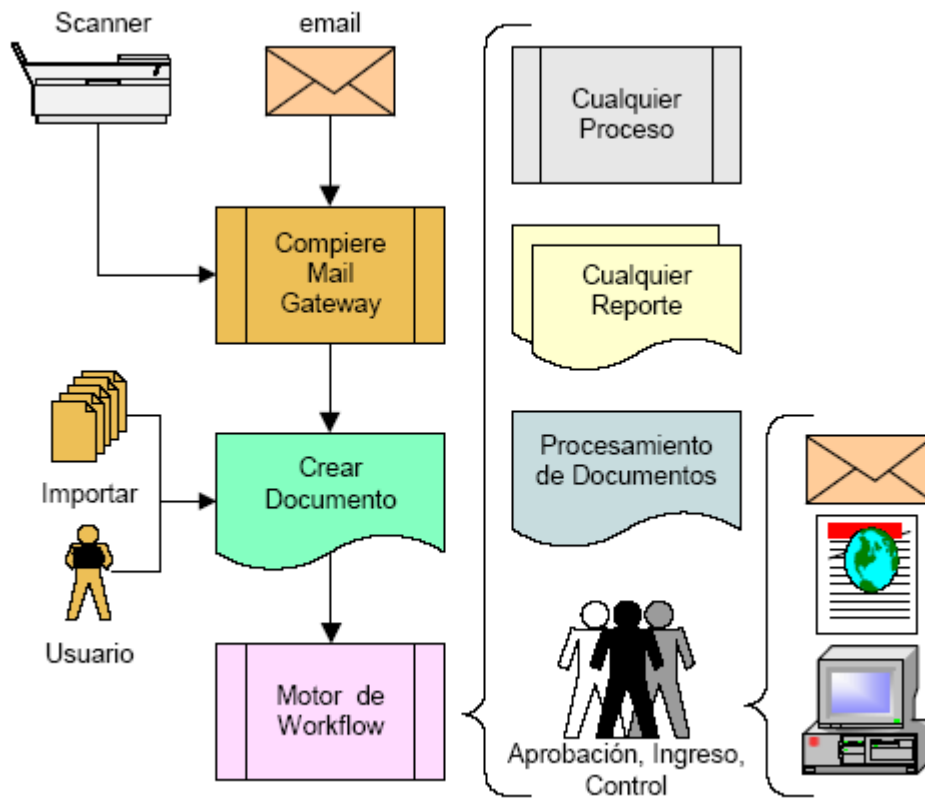 Scanner
email
Compiere
Mail
Gateway
Importar
Usuario
Crear
Documento
Motor de
Workflow
Cualquier
Proceso
Cualquier
Reporte
Procesamiento
de Documentos
Aprobación, Ingreso,
Control